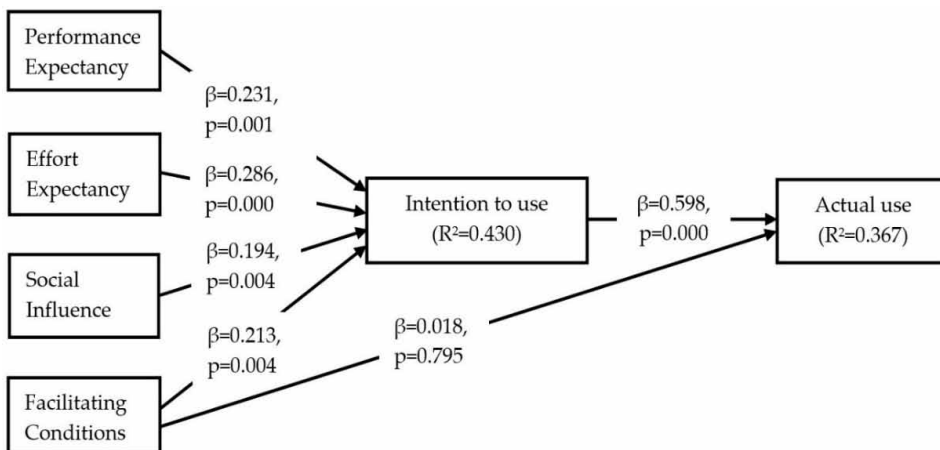 Performance
Expectancy
β=0.231,
p=0.001
Effort
Expectancy
β=0.286,
p=0.000
Intention to use
(R²=0.430)
β=0.598,
p=0.000
Actual use
(R²=0.367)
Social
Influence
β=0.194,
p=0.004
β=0.213,
p=0.004
β=0.018,
p=0.795
Facilitating
Conditions